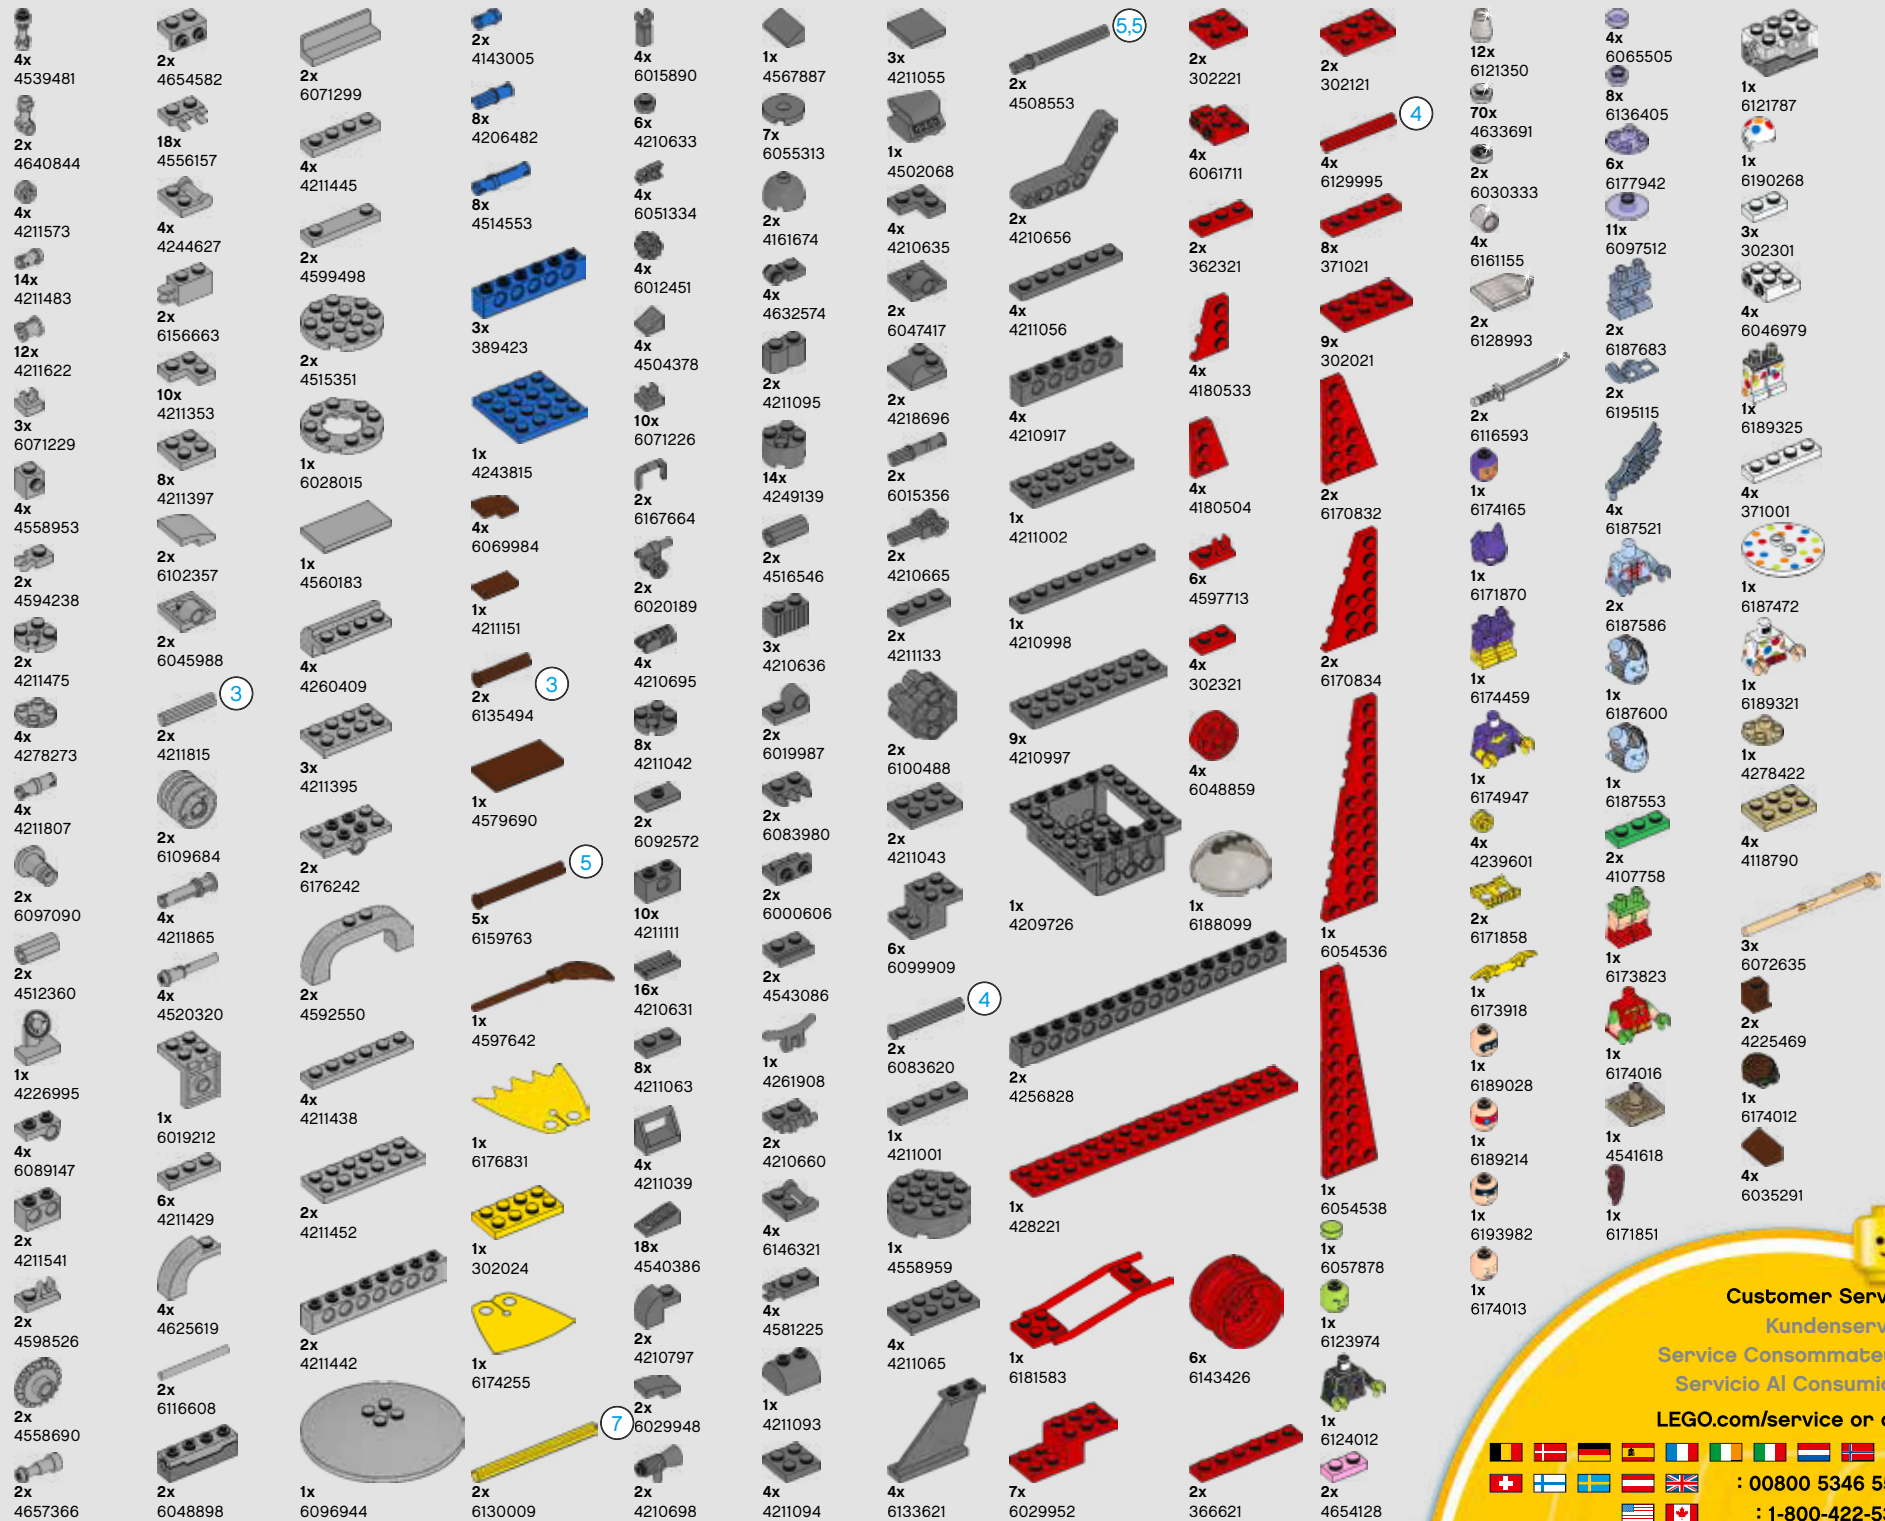 4x
4539481
2x
4640844
4x
4211573
14x
4211483
12x
4211622
3x
6071229
4x
4558953
2x
4594238
2x
4211475
4x
4278273
4x
4211807
2x
6097090
2x
4512360
1x
4226995
4x
6089147
2x
4211541
2x
4598526
2x
4558690
2x
4657366
2x
4654582
18x
4556157
4x
4244627
2x
6156663
10x
4211353
8x
4211397
2x
6102357
2x
6045988
3
2x
4211815
2x
6109684
4x
4211865
4x
4520320
1x
6019212
6x
4211429
4x
4625619
2x
6116608
2x
6048898
2x
6071299
4x
4211445
2x
4599498
2x
4515351
1x
6028015
1x
4560183
4x
4260409
3x
4211395
2x
6176242
2x
4592550
4x
4211438
2x
4211452
2x
4211442
1x
6096944
2x
4143005
8x
4206482
8x
4514553
3x
389423
1x
4243815
4x
6069984
1x
4211151
3
2x
6135494
1x
4579690
5
5x
6159763
1x
4597642
1x
6176831
1x
302024
1x
6174255
7
2x
6130009
4x
6015890
6x
4210633
4x
6051334
4x
6012451
4x
4504378
10x
6071226
2x
6167664
2x
6020189
4x
4210695
8x
4211042
2x
6092572
10x
4211111
16x
4210631
8x
4211063
4x
4211039
18x
4540386
2x
4210797
2x
6029948
2x
4210698
1x
4567887
7x
6055313
2x
4161674
4x
4632574
2x
4211095
14x
4249139
2x
4516546
3x
4210636
2x
6019987
2x
6083980
2x
6000606
2x
4543086
1x
4261908
2x
4210660
4x
6146321
4x
4581225
1x
4211093
4x
4211094
3x
4211055
1x
4502068
4x
4210635
2x
6047417
2x
4218696
2x
6015356
2x
4210665
2x
4211133
2x
6100488
2x
4211043
6x
6099909
4
2x
6083620
1x
4211001
1x
4558959
4x
4211065
4x
6133621
5,5
2x
4508553
2x
4210656
4x
4211056
4x
4210917
1x
4211002
1x
4210998
9x
4210997
1x
4209726
2x
4256828
1x
428221
1x
6181583
7x
6029952
2x
302221
4x
6061711
2x
362321
4x
4180533
4x
4180504
6x
4597713
4x
302321
4x
6048859
1x
6188099
6x
6143426
2x
366621
2x
302121
4
4x
6129995
8x
371021
9x
302021
2x
6170832
2x
6170834
1x
6054536
1x
6054538
1x
6057878
1x
6123974
1x
6124012
2x
4654128
12x
6121350
70x
4633691
2x
6030333
4x
6161155
2x
6128993
2x
6116593
1x
6174165
1x
6171870
1x
6174459
1x
6174947
4x
4239601
2x
6171858
1x
6173918
1x
6189028
1x
6189214
1x
6193982
1x
6174013
4x
6065505
8x
6136405
6x
6177942
11x
6097512
2x
6187683
2x
6195115
4x
6187521
2x
6187586
1x
6187600
1x
6187553
2x
4107758
1x
6173823
1x
6174016
1x
4541618
1x
6171851
1x
6121787
1x
6190268
3x
302301
4x
6046979
1x
6189325
4x
371001
1x
6187472
1x
6189321
1x
4278422
4x
4118790
3x
6072635
2x
4225469
1x
6174012
4x
6035291
Customer Serv
Kundenserv
Service Consommate
Servicio Al Consumi
LEGO.com/service or
: 00800 5346 55
: 1-800-422-5